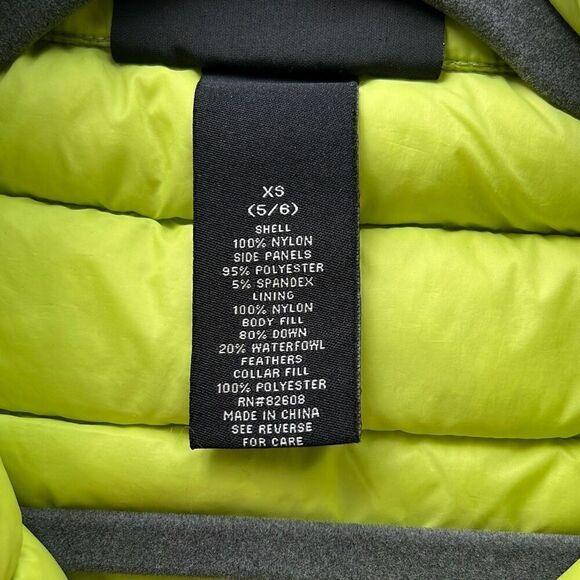 XS
(5/6)
SHELL
100% NYLON
SIDE PANELS
95% POLYESTER
5% SPANDEX
LINING
100% NYLON
BODY FILL
80% DOWN
20% WATERFOWL
FEATHERS
COLLAR FILL
100% POLYESTER
RN#82608
MADE IN CHINA
SEE REVERSE
FOR CARE